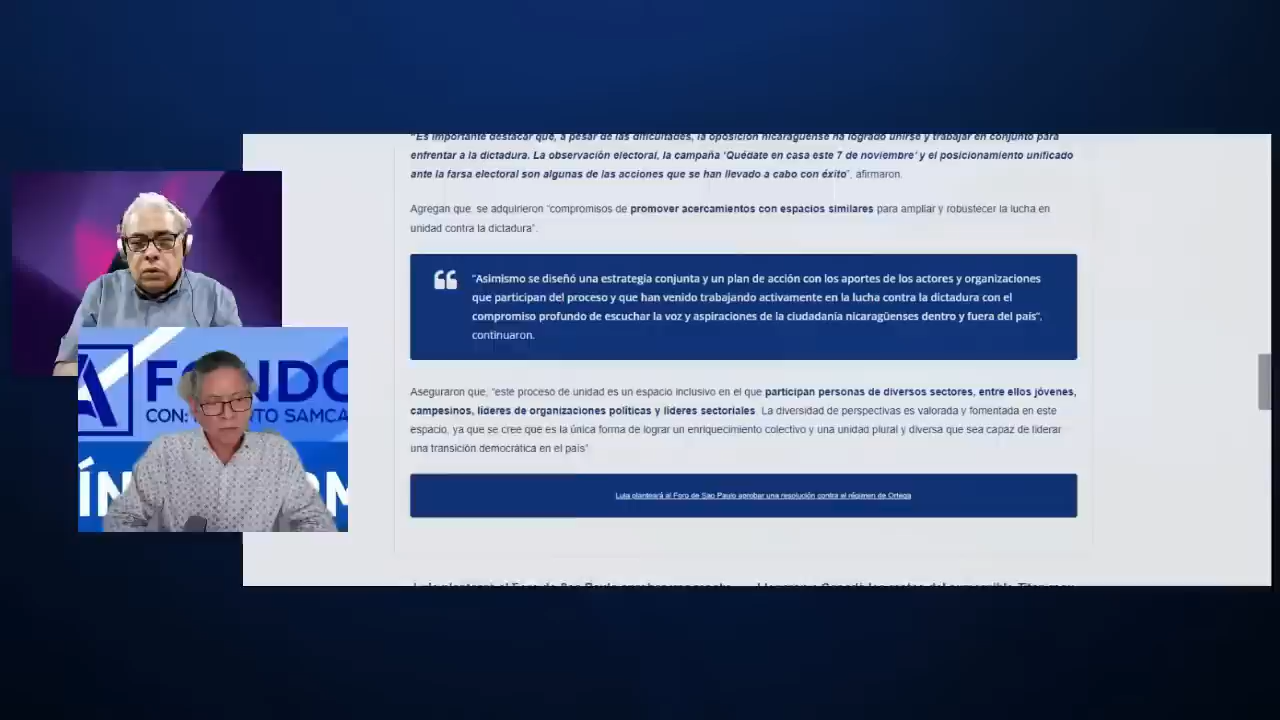 "Es importante destacar que, a pesar de las dificultades, la oposición nicaragüense ha logrado unirse y trabajar en conjunto para
enfrentar a la dictadura. La observación electoral, la campaña 'Quédate en casa este 7 de noviembre' y el posicionamiento unificado
ante la farsa electoral son algunas de las acciones que se han llevado a cabo con éxito", afirmaron.
Agregan que, se adquirieron "compromisos de promover acercamientos con espacios similares para ampliar y robustecer la lucha en
unidad contra la dictadura".
"Asimismo se diseñó una estrategia conjunta y un plan de acción con los aportes de los actores y organizaciones
que participan del proceso y que han venido trabajando activamente en la lucha contra la dictadura con el
compromiso profundo de escuchar la voz y aspiraciones de la ciudadanía nicaragüenses dentro y fuera del país",
continuaron.
Aseguraron que, "este proceso de unidad es un espacio inclusivo en el que participan personas de diversos sectores, entre ellos jóvenes,
campesinos, líderes de organizaciones políticas y líderes sectoriales. La diversidad de perspectivas es valorada y fomentada en este
espacio, ya que se cree que es la única forma de lograr un enriquecimiento colectivo y una unidad plural y diversa que sea capaz de liderar
una transición democrática en el país"
Lula planteará al Foro de Sao Paulo aprobar una resolución contra el régimen de Ortega
A FONDO
CON: RTO SAMCA
ÍN